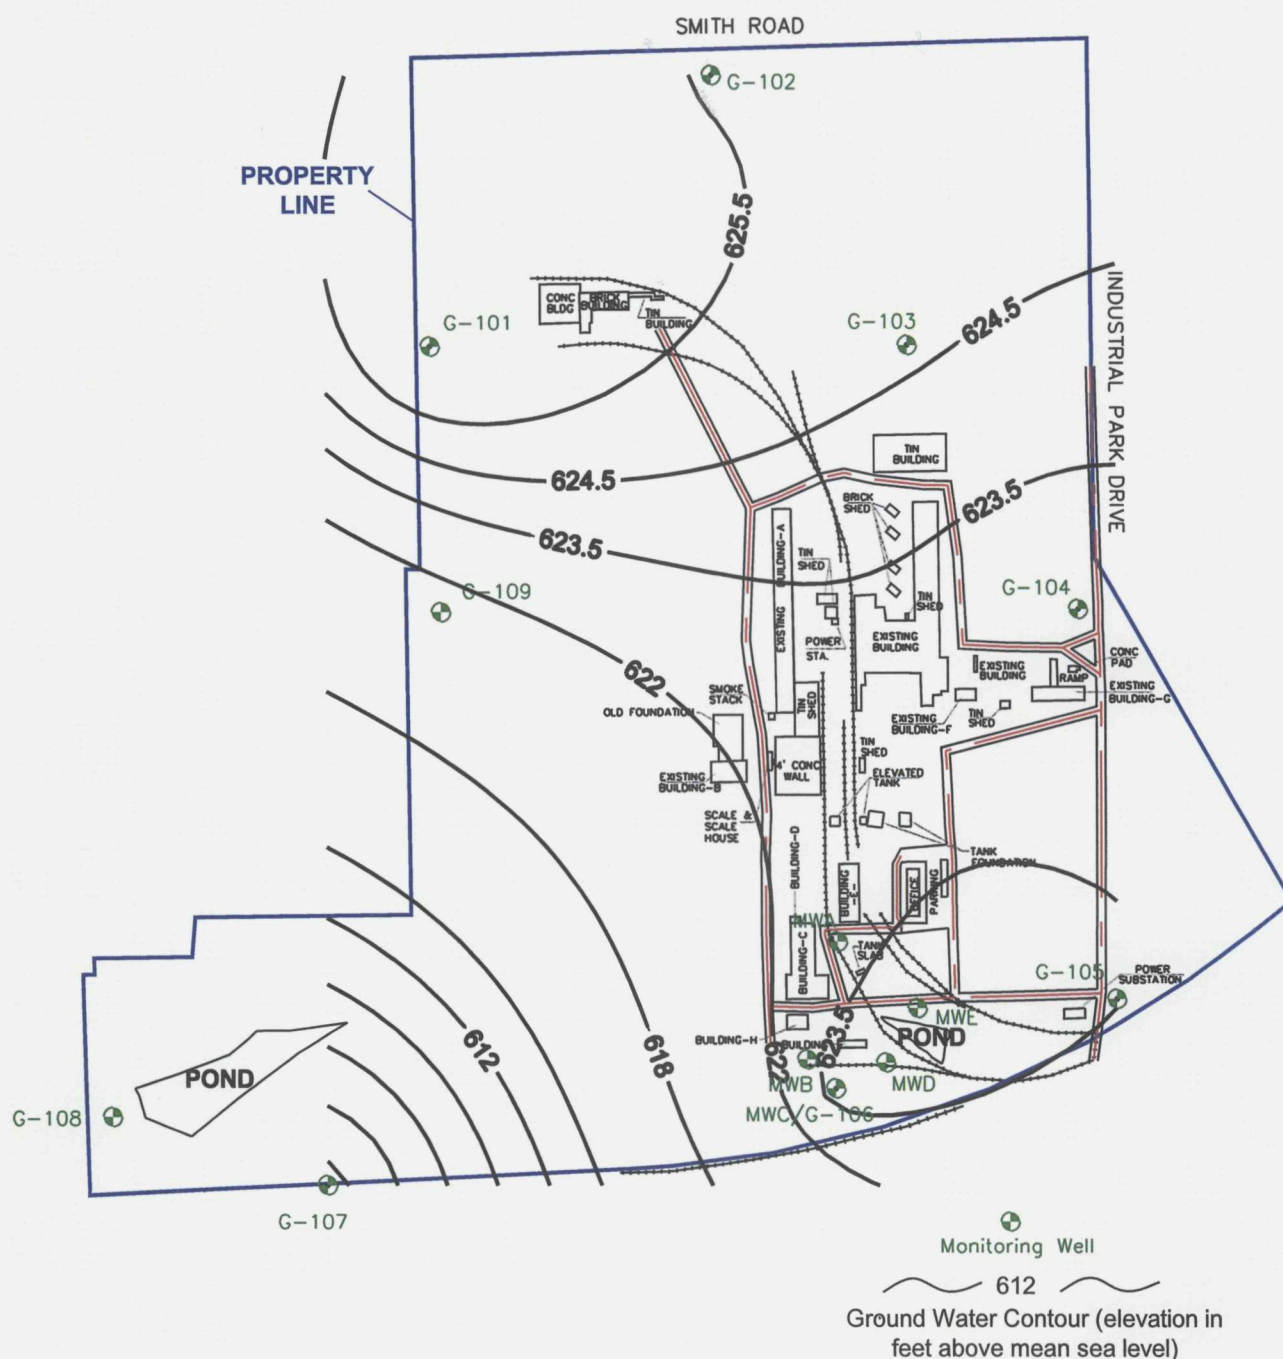 SMITH ROAD
G-102
PROPERTY
LINE
625.5
CONC
BLDG
BRICK
BUILDING
TIN
BUILDING
G-101
G-103
624.5
INDUSTRIAL PARK DRIVE
TIN
BUILDING
624.5
BRICK
SHED
623.5
623.5
EXISTING BUILDING-A
TIN
SHED
G-109
TIN
SHED
G-104
POWER
STA.
EXISTING
BUILDING
CONC
PAD
622
EXISTING
BUILDING
RAMP
EXISTING
BUILDING-G
SMOKE
STACK
TIN
SHED
OLD FOUNDATION
EXISTING
BUILDING-F
TIN
SHED
TIN
SHED
4' CONC
WALL
ELEVATED
TANK
EXISTING
BUILDING-B
SCALE &
SCALE
HOUSE
BUILDING-D
TANK
FOUNDATION
BUILDING
-E-
OFFICE
PARKING
MWA
TANK
SLAB
BUILDING-C
G-105
POWER
SUBSTATION
MWE
623.5
POND
BUILDING-H
BUILDING
622
612
618
MWB
MWD
MWC/G-106
POND
G-108
G-107
Monitoring Well
612
Ground Water Contour (elevation in
feet above mean sea level)